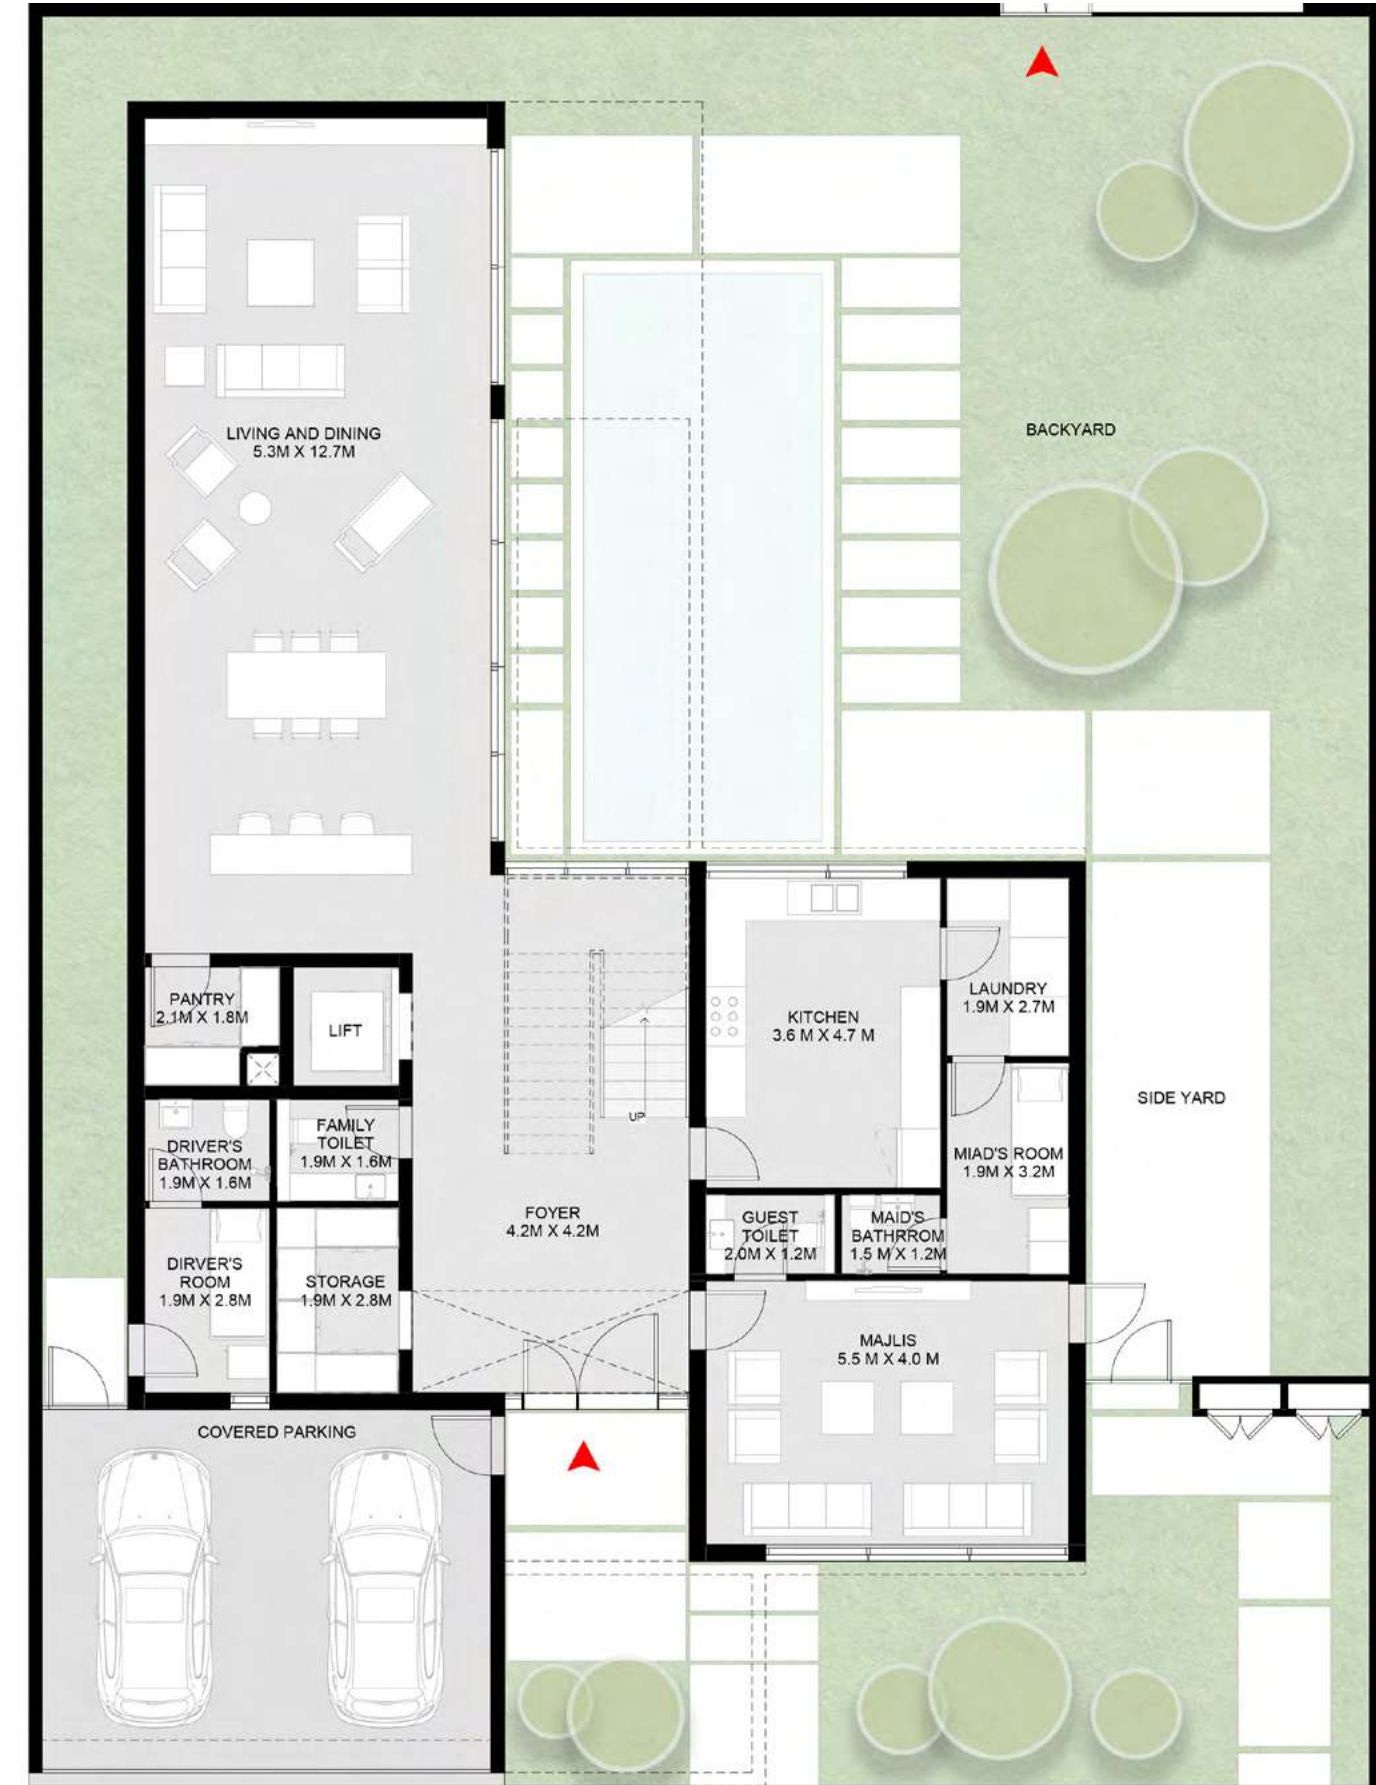 BACKYARD
LIVING AND DINING
5.3M X 12.7M
PANTRY
2.1M X 1.8M
LIFT
KITCHEN
3.6 M X 4.7 M
LAUNDRY
1.9M X 2.7M
SIDE YARD
UP
FAMILY
TOILET
1.9M X 1.6M
DRIVER'S
BATHROOM
1.9M X 1.6M
MIAD'S ROOM
1.9M X 3.2M
FOYER
4.2M X 4.2M
GUEST
TOILET
2.0M X 1.2M
MAID'S
BATHRROM
1.5 M X 1.2M
DIRVER'S
ROOM
1.9M X 2.8M
STORAGE
1.9M X 2.8M
MAJLIS
5.5 M X 4.0 M
COVERED PARKING